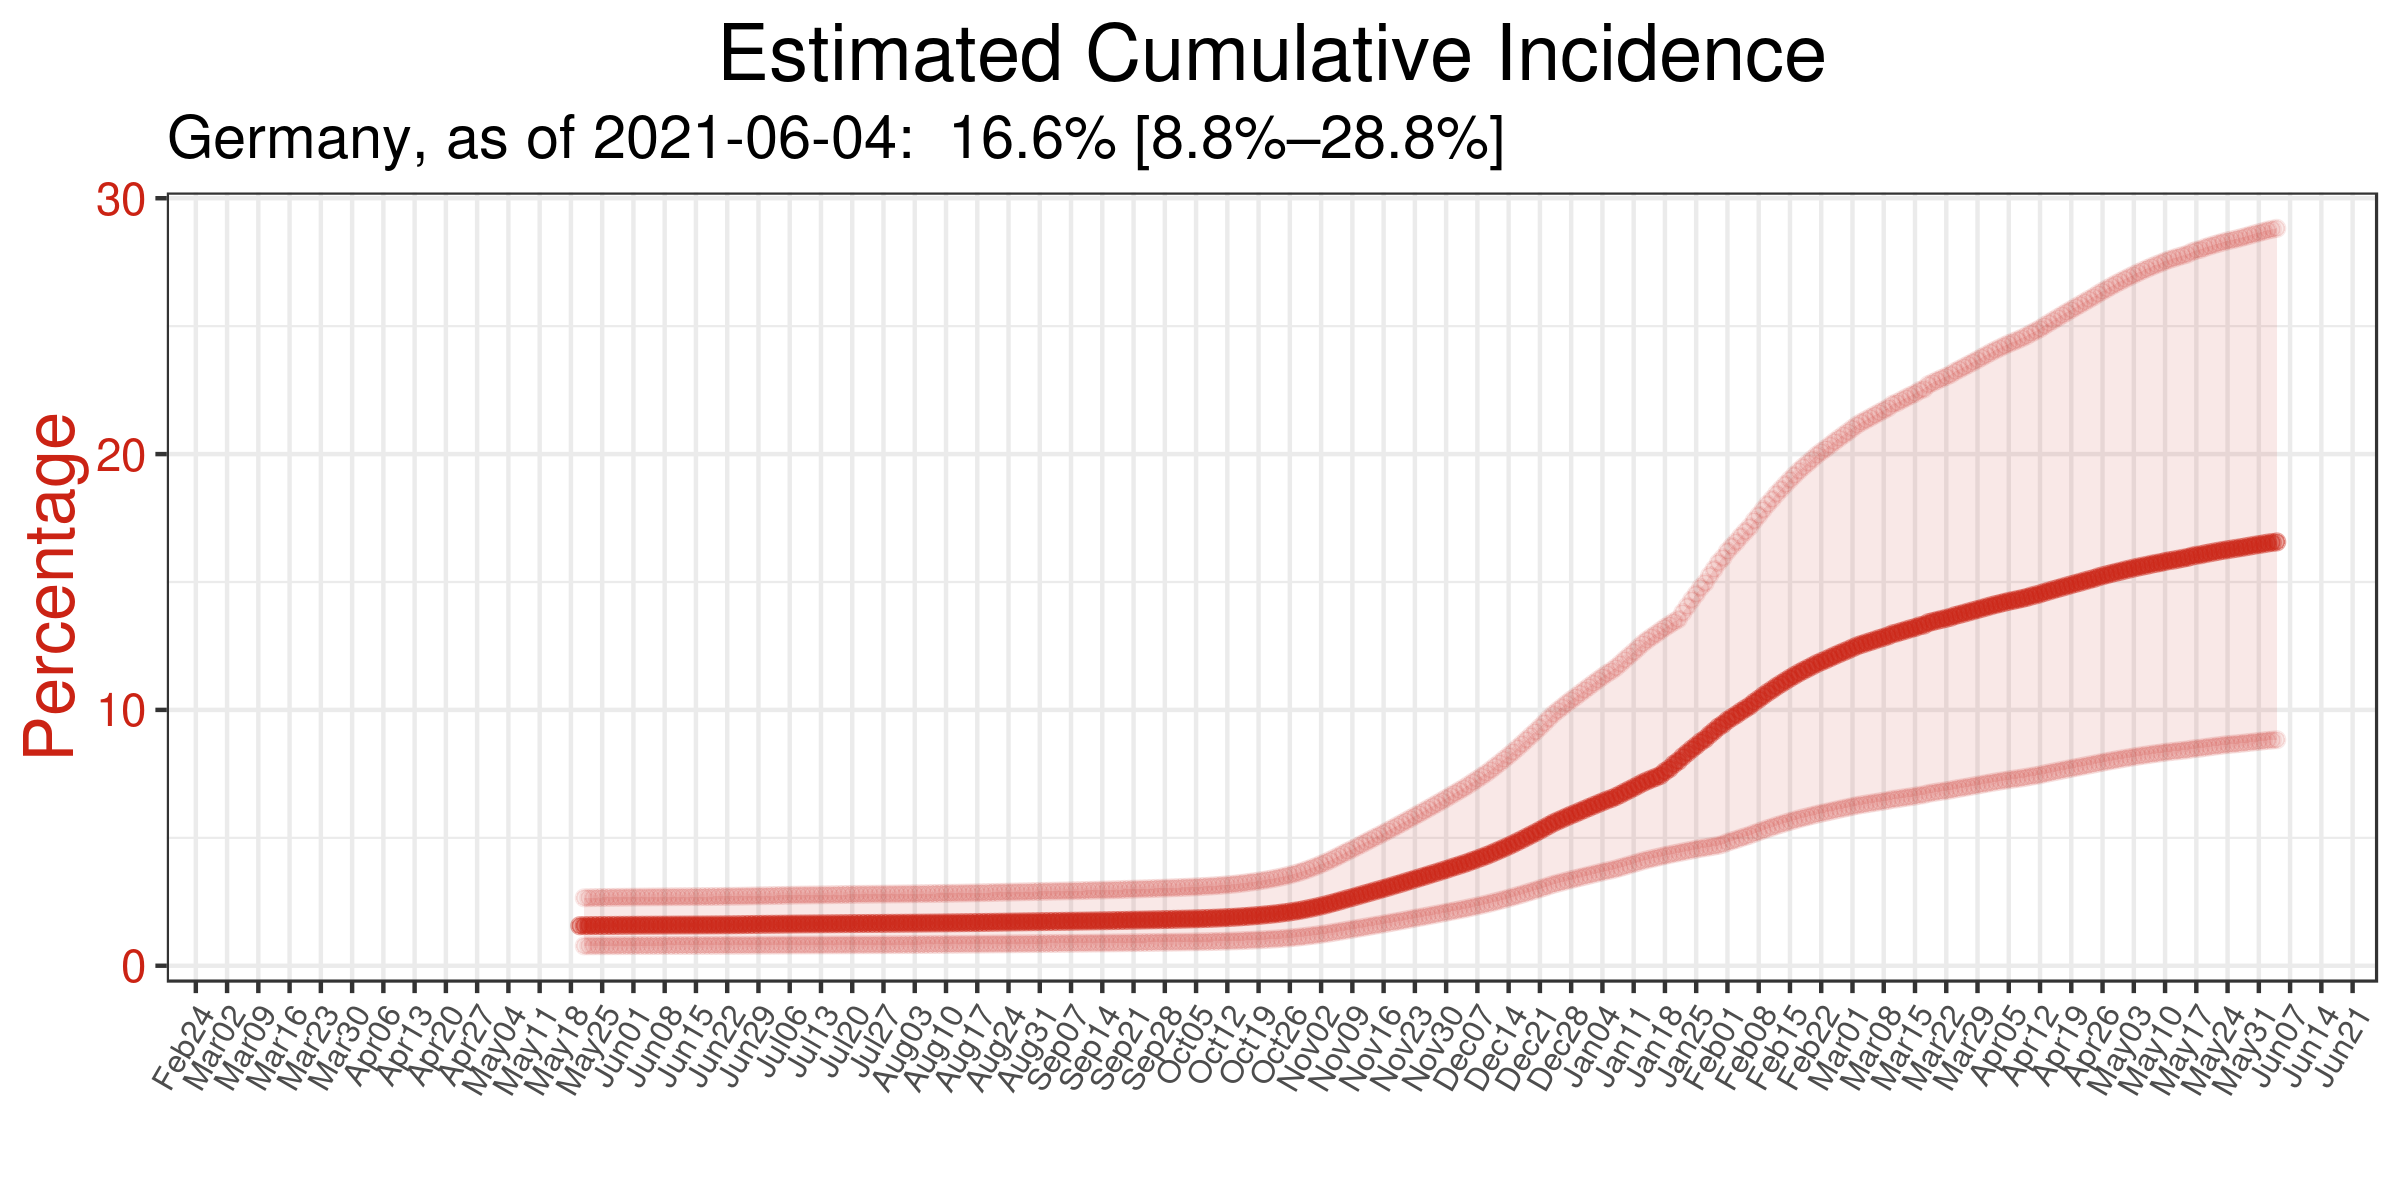 Estimated Cumulative Incidence
Germany, as of 2021-06-04:  16.6% [8.8%–28.8%]
Percentage
30
20
10
0
Feb24
Mar02
Mar09
Mar16
Mar23
Mar30
Apr06
Apr13
Apr20
Apr27
May04
May11
May18
May25
Jun01
Jun08
Jun15
Jun22
Jun29
Jul06
Jul13
Jul20
Jul27
Aug03
Aug10
Aug17
Aug24
Aug31
Sep07
Sep14
Sep21
Sep28
Oct05
Oct12
Oct19
Oct26
Nov02
Nov09
Nov16
Nov23
Nov30
Dec07
Dec14
Dec21
Dec28
Jan04
Jan11
Jan18
Jan25
Feb01
Feb08
Feb15
Feb22
Mar01
Mar08
Mar15
Mar22
Mar29
Apr05
Apr12
Apr19
Apr26
May03
May10
May17
May24
May31
Jun07
Jun14
Jun21